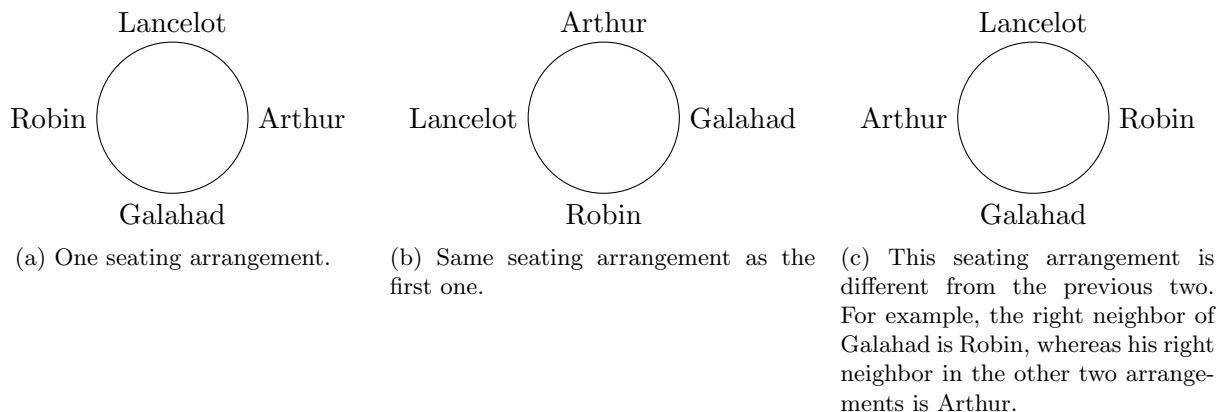 Lancelot
Robin
Arthur
Galahad
(a) One seating arrangement.
Arthur
Lancelot
Galahad
Robin
(b) Same seating arrangement as the
first one.
Lancelot
Arthur
Robin
Galahad
(c) This seating arrangement is
different from the previous two.
For example, the right neighbor of
Galahad is Robin, whereas his right
neighbor in the other two arrange-
ments is Arthur.